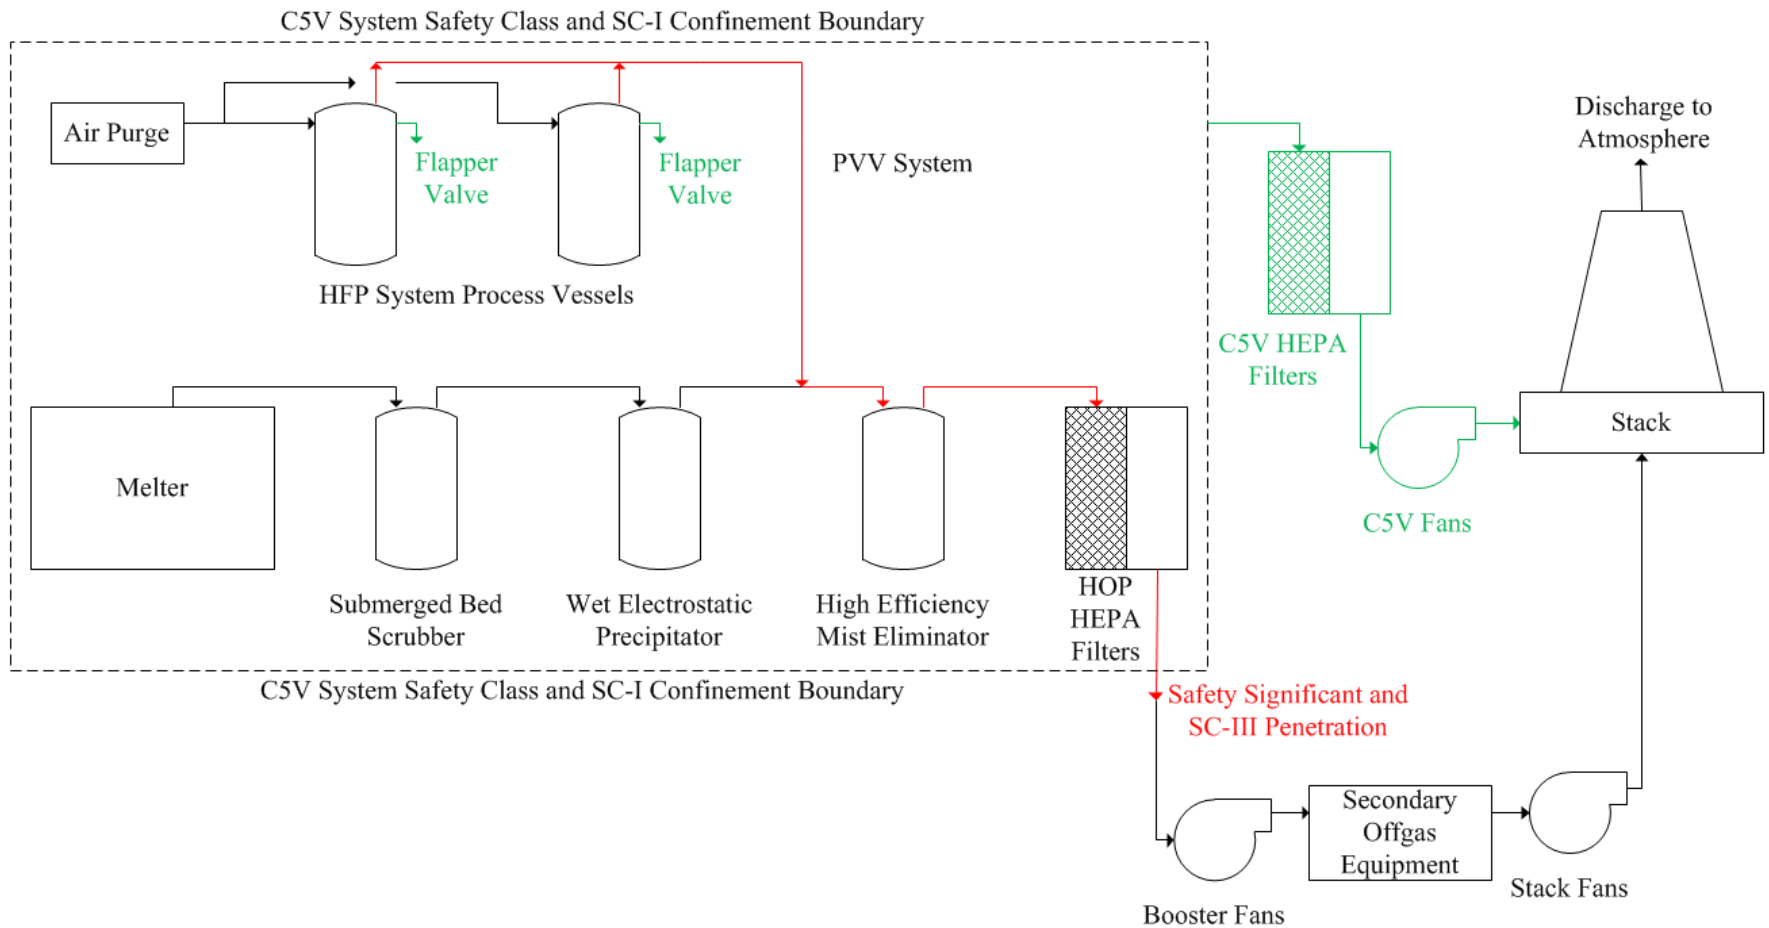 C5V System Safety Class and SC-I Confinement Boundary
Air Purge
Flapper
Valve
Flapper
Valve
PVV System
HFP System Process Vessels
Discharge to
Atmosphere
C5V HEPA
Filters
C5V Fans
Stack
Melter
Submerged Bed
Scrubber
Wet Electrostatic
Precipitator
High Efficiency
Mist Eliminator
HOP
HEPA
Filters
C5V System Safety Class and SC-I Confinement Boundary
Safety Significant and
SC-III Penetration
Booster Fans
Secondary
Offgas
Equipment
Stack Fans